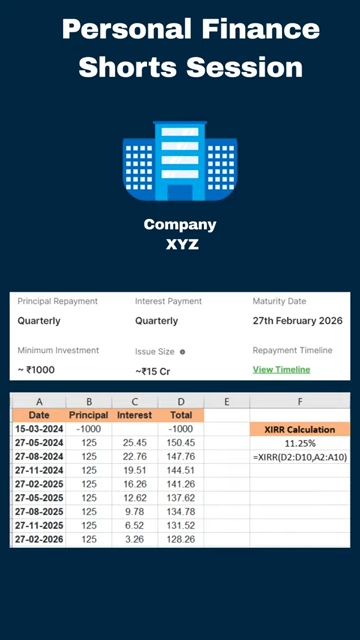 Personal Finance
Shorts Session
Company
XYZ
Principal Repayment Interest Payment Maturity Date
Quarterly Quarterly 27th February 2026
Minimum Investment Issue Size Repayment Timeline
~ ₹1000 ~₹15 Cr View Timeline
A B C D E F
Date Principal Interest Total XIRR Calculation
15-03-2024 -1000 -1000 11.25%
27-05-2024 125 25.45 150.45 =XIRR(D2:D10,A2:A10)
27-08-2024 125 22.76 147.76
27-11-2024 125 19.51 144.51
27-02-2025 125 16.26 141.26
27-05-2025 125 12.62 137.62
27-08-2025 125 9.78 134.78
27-11-2025 125 6.52 131.52
27-02-2026 125 3.26 128.26